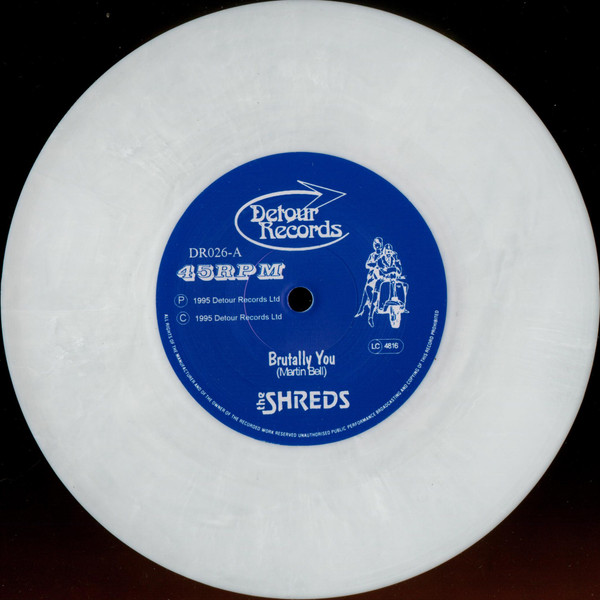 Detour
Records
DR026-A
45RPM
P 1995 Detour Records Ltd
C 1995 Detour Records Ltd
LC 4816
Brutally You
(Martin Bell)
the SHREDS
ALL RIGHTS OF THE MANUFACTURER AND OF THE OWNER OF THE RECORDED WORK RESERVED UNAUTHORISED PUBLIC PERFORMANCE BROADCASTING AND COPYING OF THIS RECORD PROHIBITED